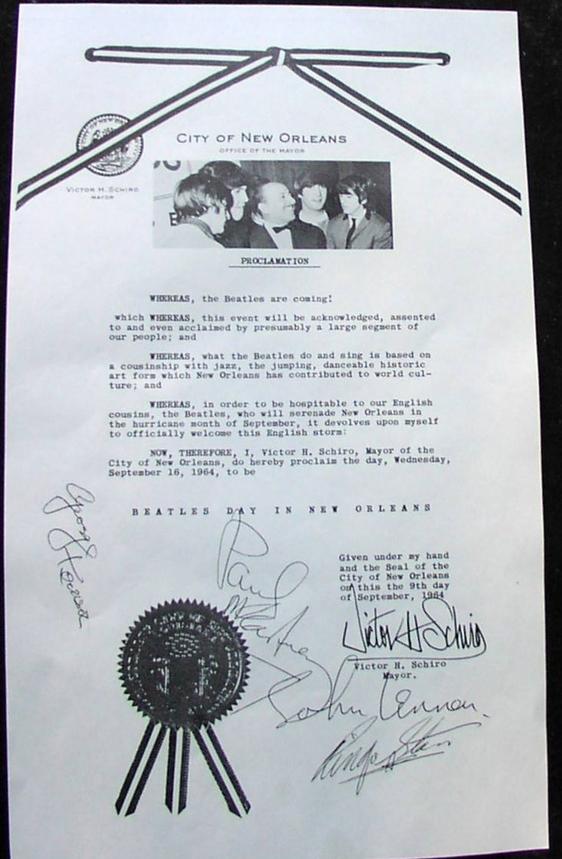 CITY OF NEW ORLEANS
OFFICE OF THE MAYOR
VICTOR H. SCHIRO
MAYOR
PROCLAMATION
WHEREAS, the Beatles are coming!
which WHEREAS, this event will be acknowledged, assented
to and even acclaimed by presumably a large segment of
our people; and
WHEREAS, what the Beatles do and sing is based on
a cousinship with jazz, the jumping, danceable historic
art form which New Orleans has contributed to world cul-
ture; and
WHEREAS, in order to be hospitable to our English
cousins, the Beatles, who will serenade New Orleans in
the hurricane month of September, it devolves upon myself
to officially welcome this English storm:
NOW, THEREFORE, I, Victor H. Schiro, Mayor of the
City of New Orleans, do hereby proclaim the day, Wednesday,
September 16, 1964, to be
BEATLES DAY IN NEW ORLEANS
George Harrison
Paul McCartney
Given under my hand
and the Seal of the
City of New Orleans
on this the 9th day
of September, 1964
Victor H Schiro
Victor H. Schiro
Mayor.
John Lennon.
Ringo Starr